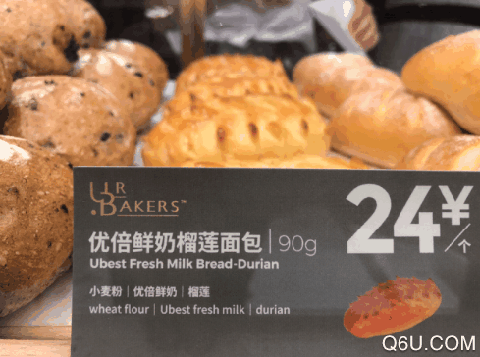 UR
BAKERS™
24¥/个
优倍鲜奶榴莲面包|90g
Ubest Fresh Milk Bread-Durian
小麦粉|优倍鲜奶|榴莲
wheat flour|Ubest fresh milk|durian
Q6U.COM